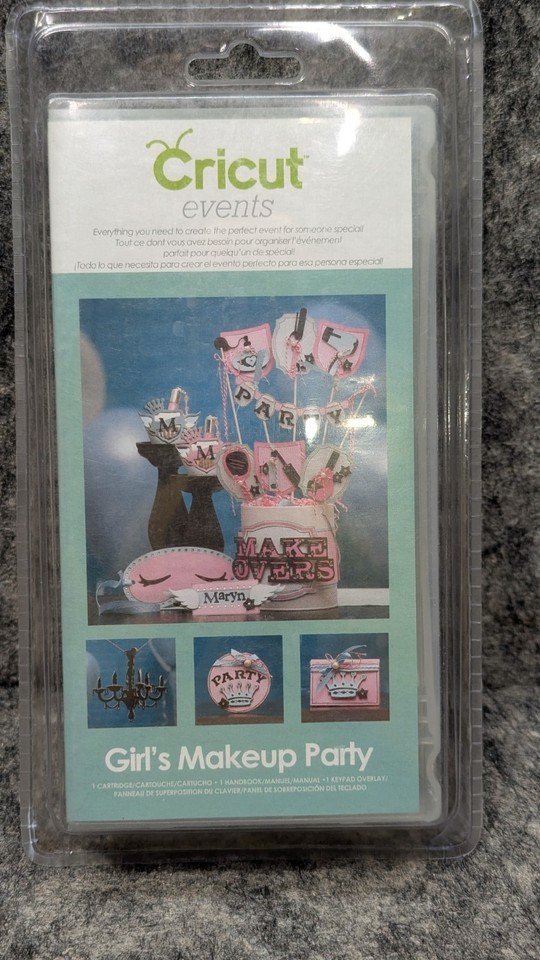 Cricut™
events
Everything you need to create the perfect event for someone special!
Tout ce dont vous avez besoin pour organiser l'événement
parfait pour quelqu'un de spécial!
¡Todo lo que necesita para crear el evento perfecto para esa persona especial!
PARTY
M
M
MAKE
OVERS
Maryn
PARTY
Girl's Makeup Party
1 CARTRIDGE/CARTOUCHE/CARTUCHO • 1 HANDBOOK/MANUEL/MANUAL • 1 KEYPAD OVERLAY/
PANNEAU DE SUPERPOSITION DU CLAVIER/PANEL DE SOBREPOSICIÓN DEL TECLADO